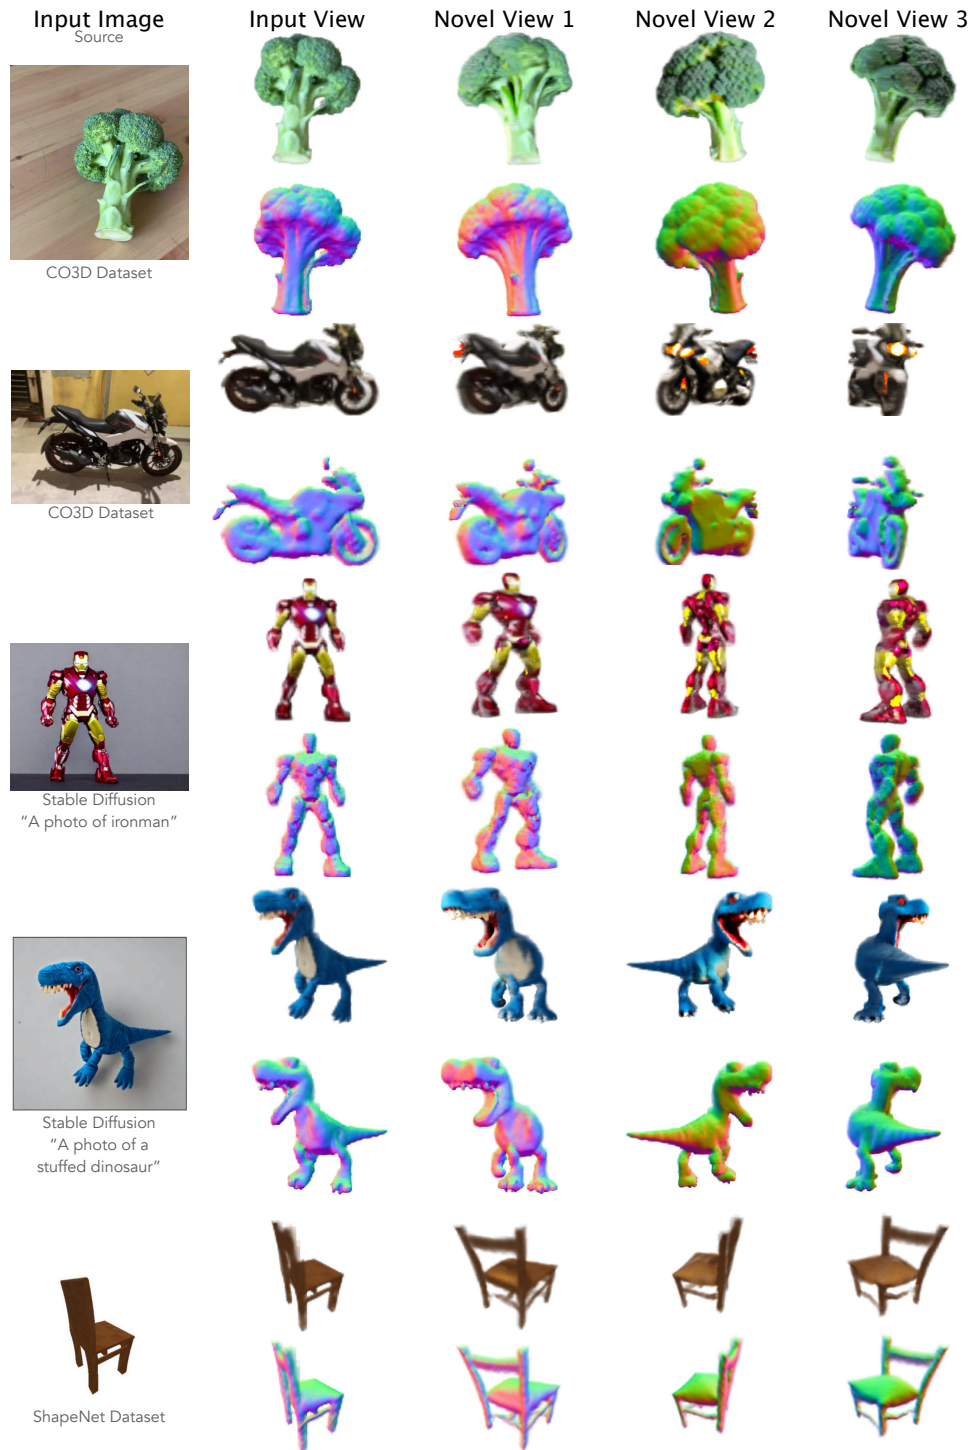 Input Image
Source
Input View
Novel View 1
Novel View 2
Novel View 3
CO3D Dataset
CO3D Dataset
Stable Diffusion
“A photo of ironman”
Stable Diffusion
“A photo of a
stuffed dinosaur”
ShapeNet Dataset